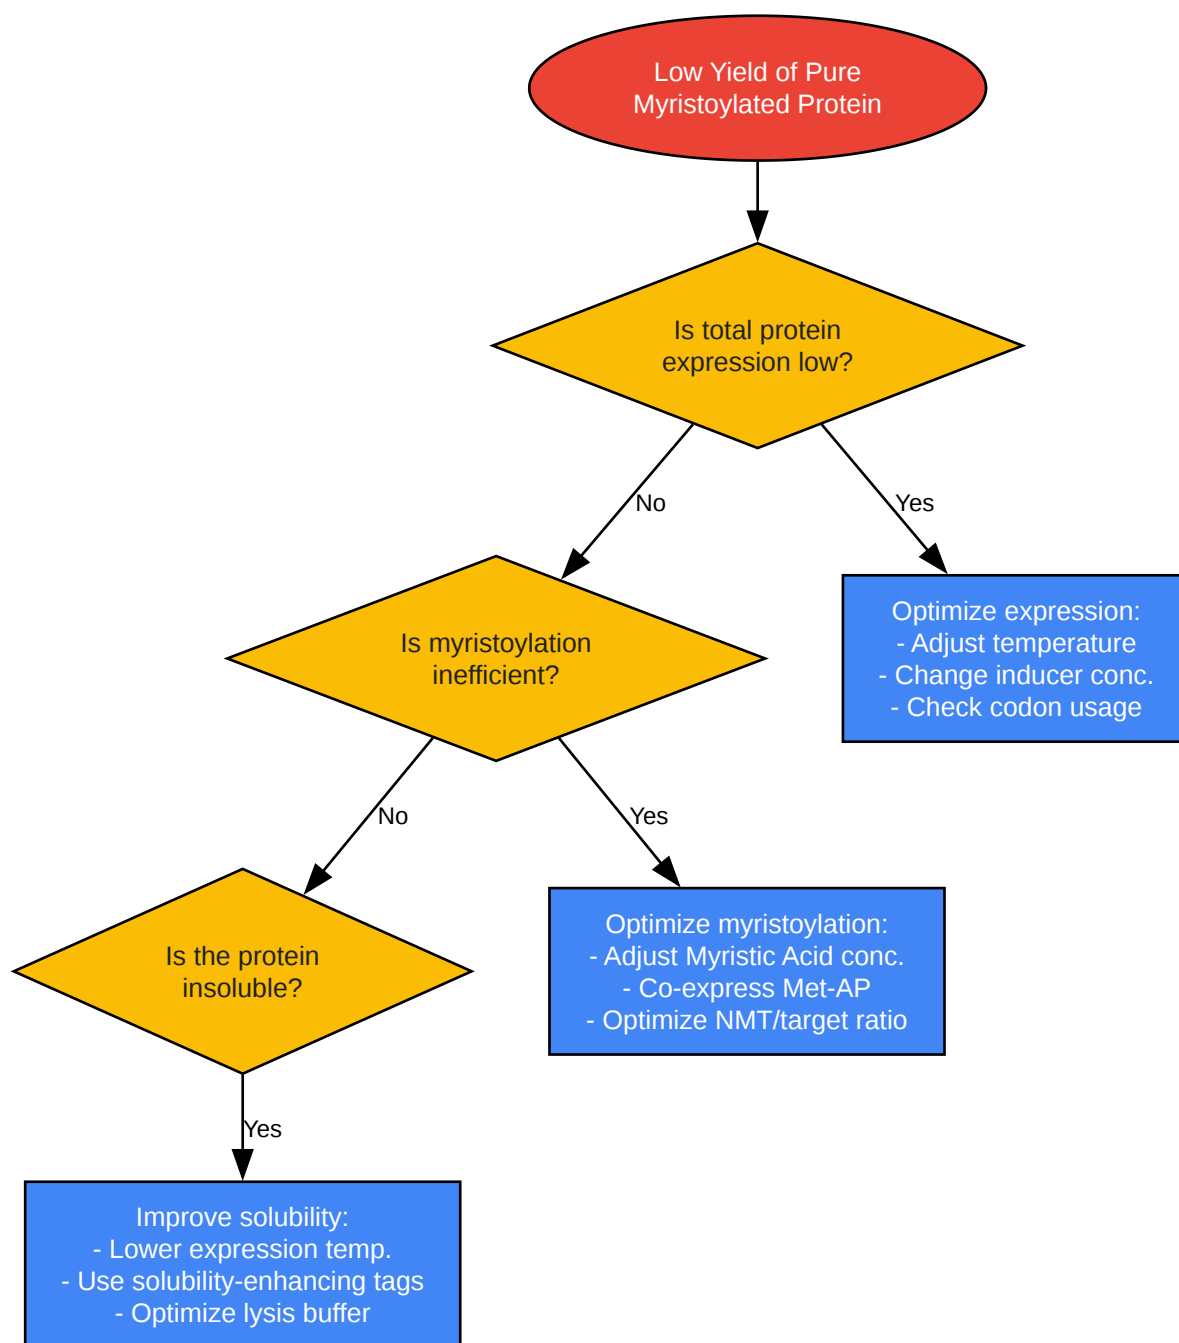 Low Yield of Pure
Myristoylated Protein
Is total protein
expression low?
No
Yes
Optimize expression:
- Adjust temperature
- Change inducer conc.
- Check codon usage
Is myristoylation
inefficient?
No
Yes
Optimize myristoylation:
- Adjust Myristic Acid conc.
- Co-express Met-AP
- Optimize NMT/target ratio
Is the protein
insoluble?
Yes
Improve solubility:
- Lower expression temp.
- Use solubility-enhancing tags
- Optimize lysis buffer